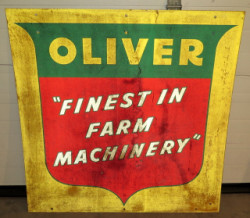 OLIVER
"FINEST IN
FARM
MACHINERY"